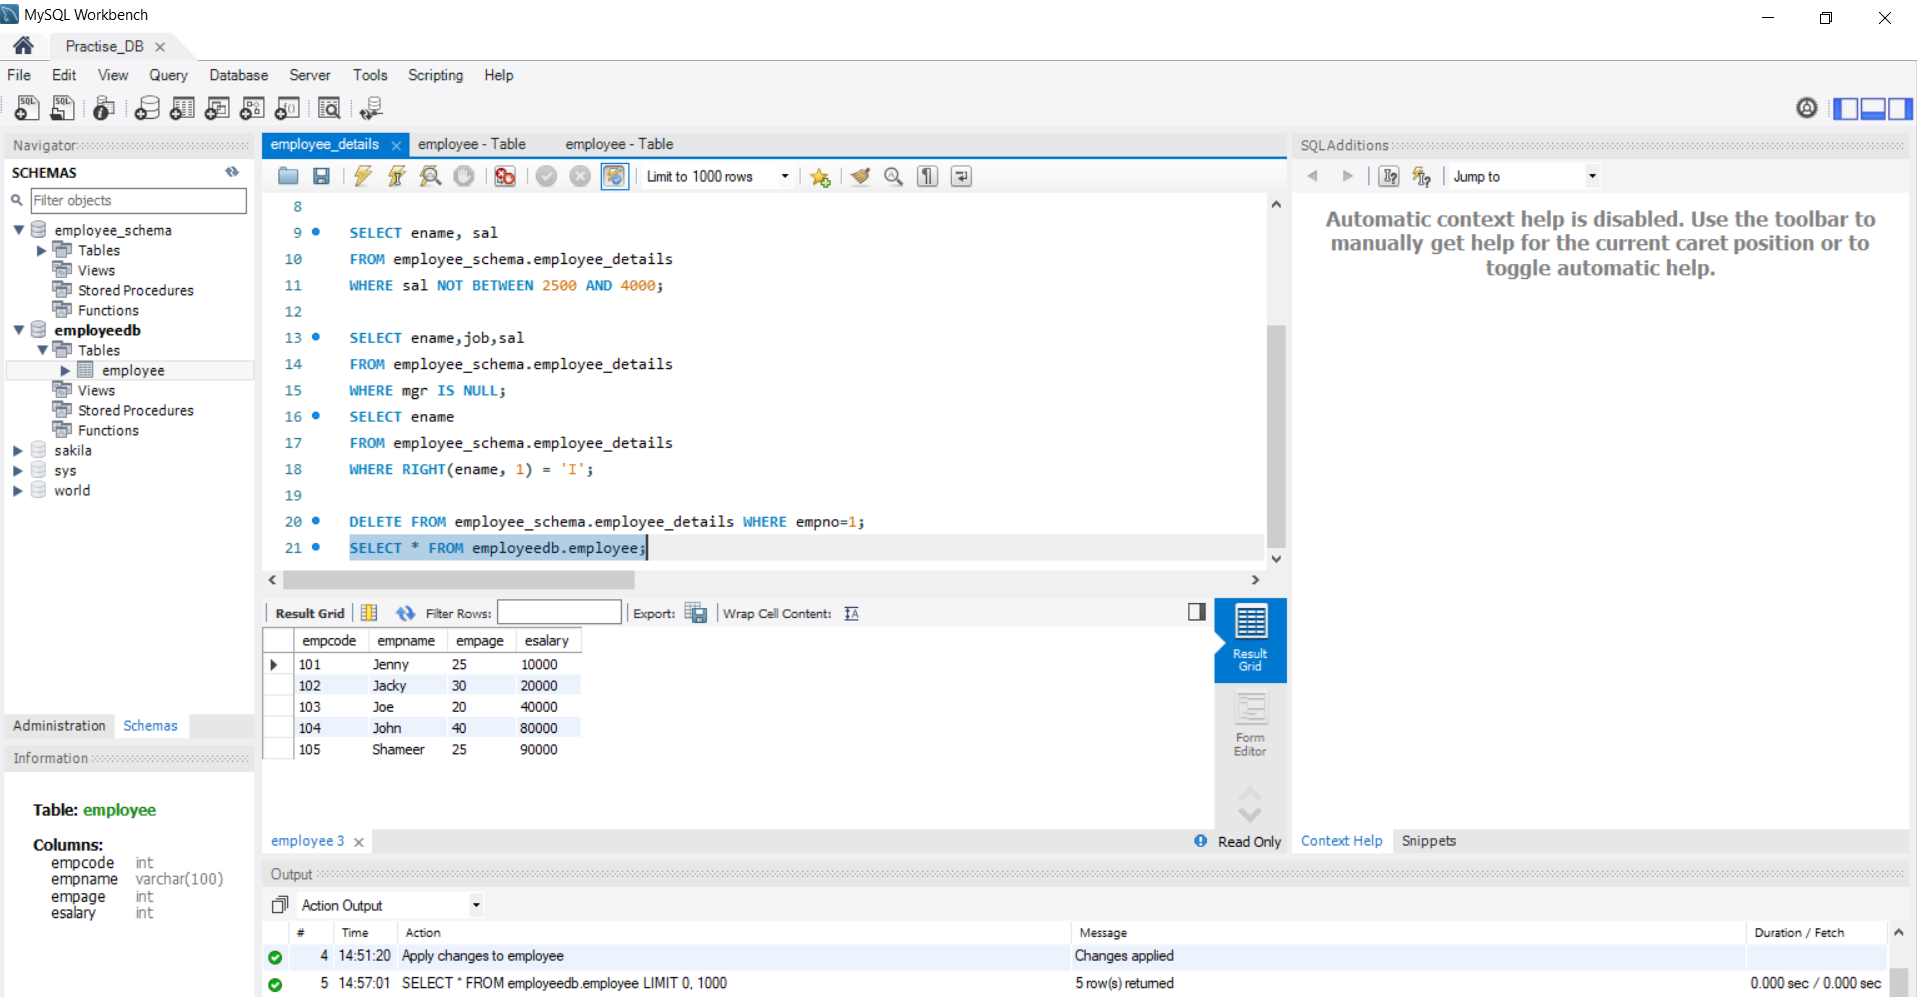 MySQL Workbench
Practise_DB
File Edit View Query Database Server Tools Scripting Help
Navigator
SCHEMAS
Filter objects
employee_schema
Tables
Views
Stored Procedures
Functions
employeedb
Tables
employee
Views
Stored Procedures
Functions
sakila
sys
world
Administration Schemas
Information
Table: employee
Columns:
empcode int
empname varchar(100)
empage int
esalary int
employee_details employee - Table employee - Table
Limit to 1000 rows
8
9 SELECT ename, sal
10 FROM employee_schema.employee_details
11 WHERE sal NOT BETWEEN 2500 AND 4000;
12
13 SELECT ename,job,sal
14 FROM employee_schema.employee_details
15 WHERE mgr IS NULL;
16 SELECT ename
17 FROM employee_schema.employee_details
18 WHERE RIGHT(ename, 1) = 'I';
19
20 DELETE FROM employee_schema.employee_details WHERE empno=1;
21 SELECT * FROM employeedb.employee;
Result Grid Filter Rows: Export: Wrap Cell Content:
empcode empname empage esalary
101 Jenny 25 10000
102 Jacky 30 20000
103 Joe 20 40000
104 John 40 80000
105 Shameer 25 90000
Result
Grid
Form
Editor
employee 3 Read Only
SQLAdditions
Jump to
Automatic context help is disabled. Use the toolbar to
manually get help for the current caret position or to
toggle automatic help.
Context Help Snippets
Output
Action Output
# Time Action Message Duration / Fetch
4 14:51:20 Apply changes to employee Changes applied
5 14:57:01 SELECT * FROM employeedb.employee LIMIT 0, 1000 5 row(s) returned 0.000 sec / 0.000 sec